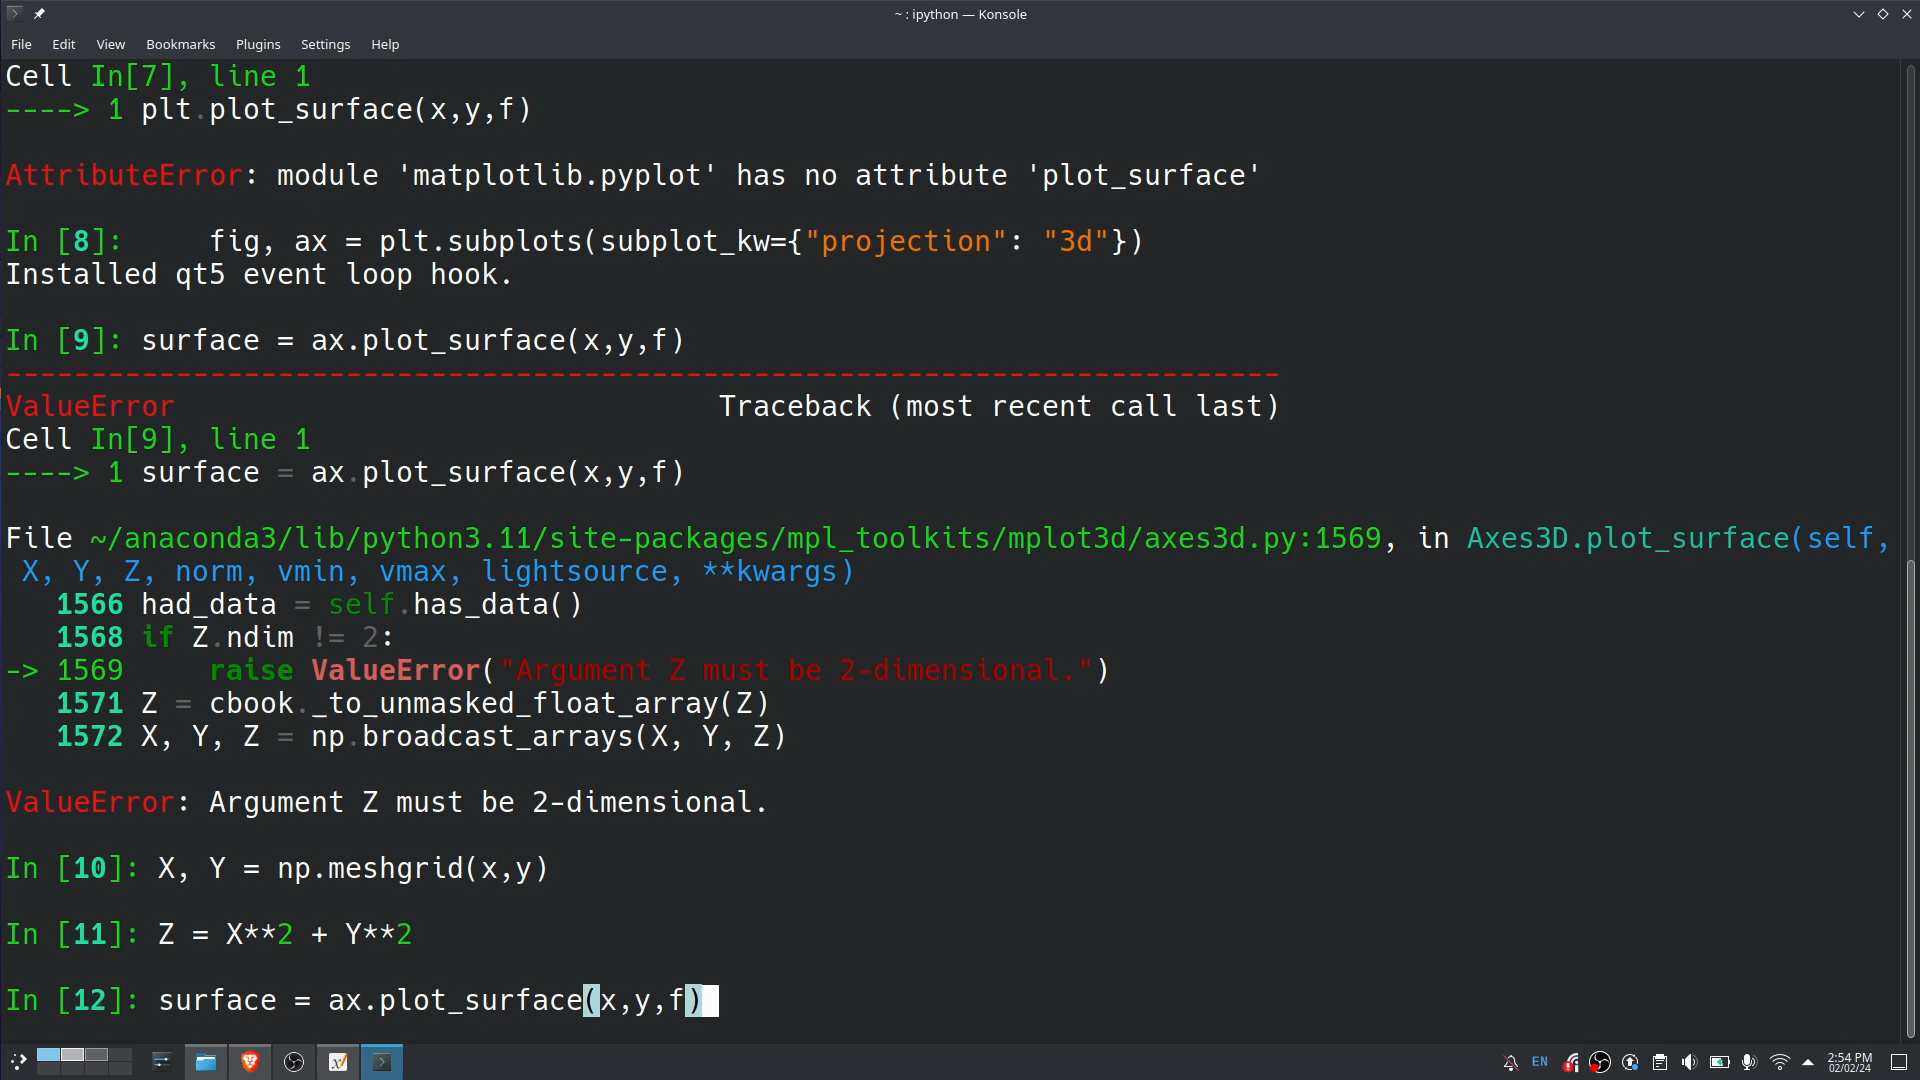 ~ : ipython — Konsole
File Edit View Bookmarks Plugins Settings Help
Cell In[7], line 1
----> 1 plt.plot_surface(x,y,f)
AttributeError: module 'matplotlib.pyplot' has no attribute 'plot_surface'
In [8]:     fig, ax = plt.subplots(subplot_kw={"projection": "3d"})
Installed qt5 event loop hook.
In [9]: surface = ax.plot_surface(x,y,f)
---------------------------------------------------------------------------
ValueError                                Traceback (most recent call last)
Cell In[9], line 1
----> 1 surface = ax.plot_surface(x,y,f)
File ~/anaconda3/lib/python3.11/site-packages/mpl_toolkits/mplot3d/axes3d.py:1569, in Axes3D.plot_surface(self,
 X, Y, Z, norm, vmin, vmax, lightsource, **kwargs)
   1566 had_data = self.has_data()
   1568 if Z.ndim != 2:
-> 1569     raise ValueError("Argument Z must be 2-dimensional.")
   1571 Z = cbook._to_unmasked_float_array(Z)
   1572 X, Y, Z = np.broadcast_arrays(X, Y, Z)
ValueError: Argument Z must be 2-dimensional.
In [10]: X, Y = np.meshgrid(x,y)
In [11]: Z = X**2 + Y**2
In [12]: surface = ax.plot_surface(x,y,f)
EN
2:54 PM
02/02/24